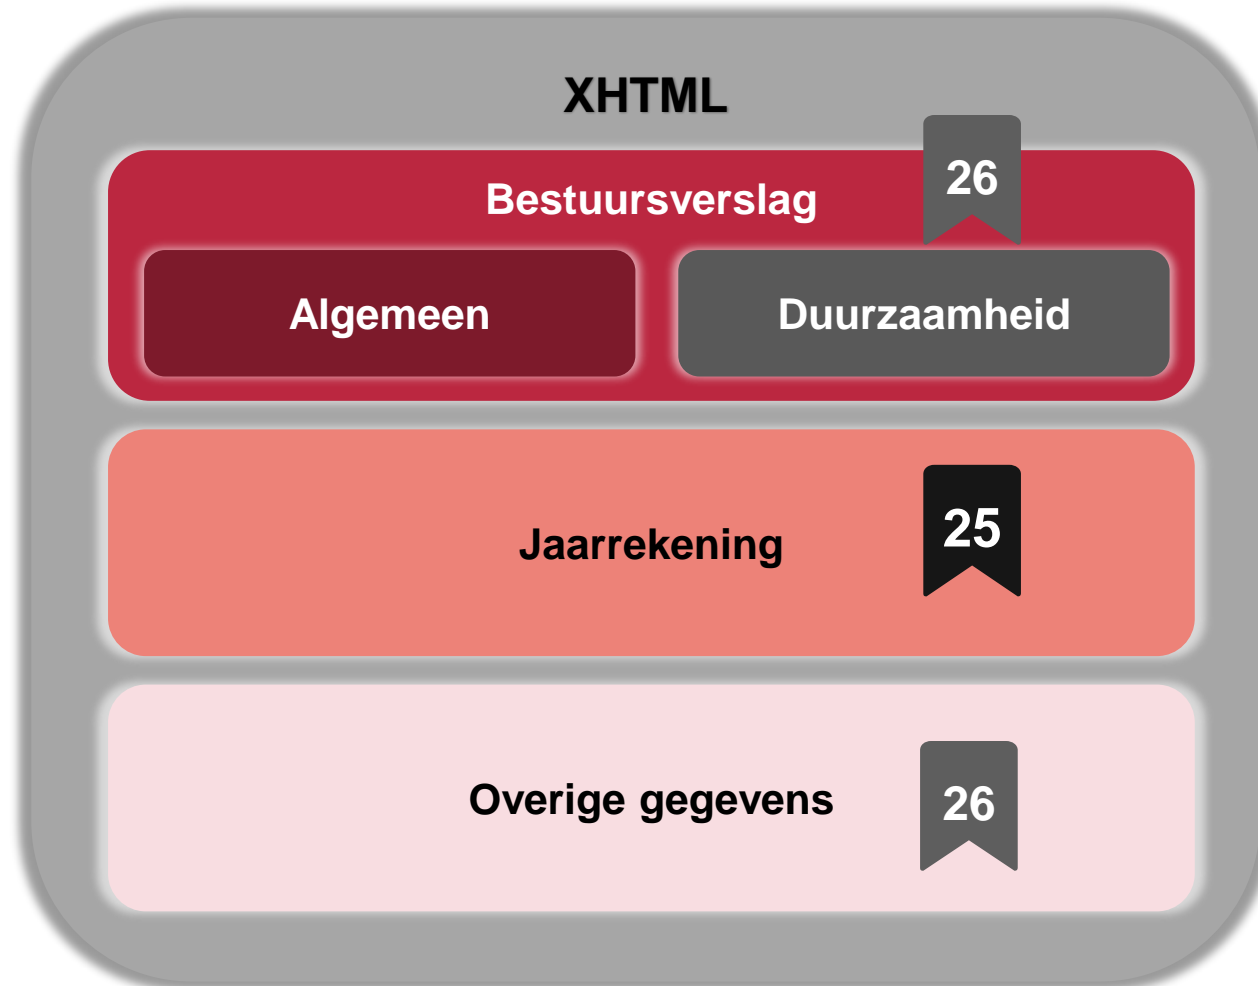 XHTML
26
Bestuursverslag
Algemeen
Duurzaamheid
Jaarrekening
25
Overige gegevens
26